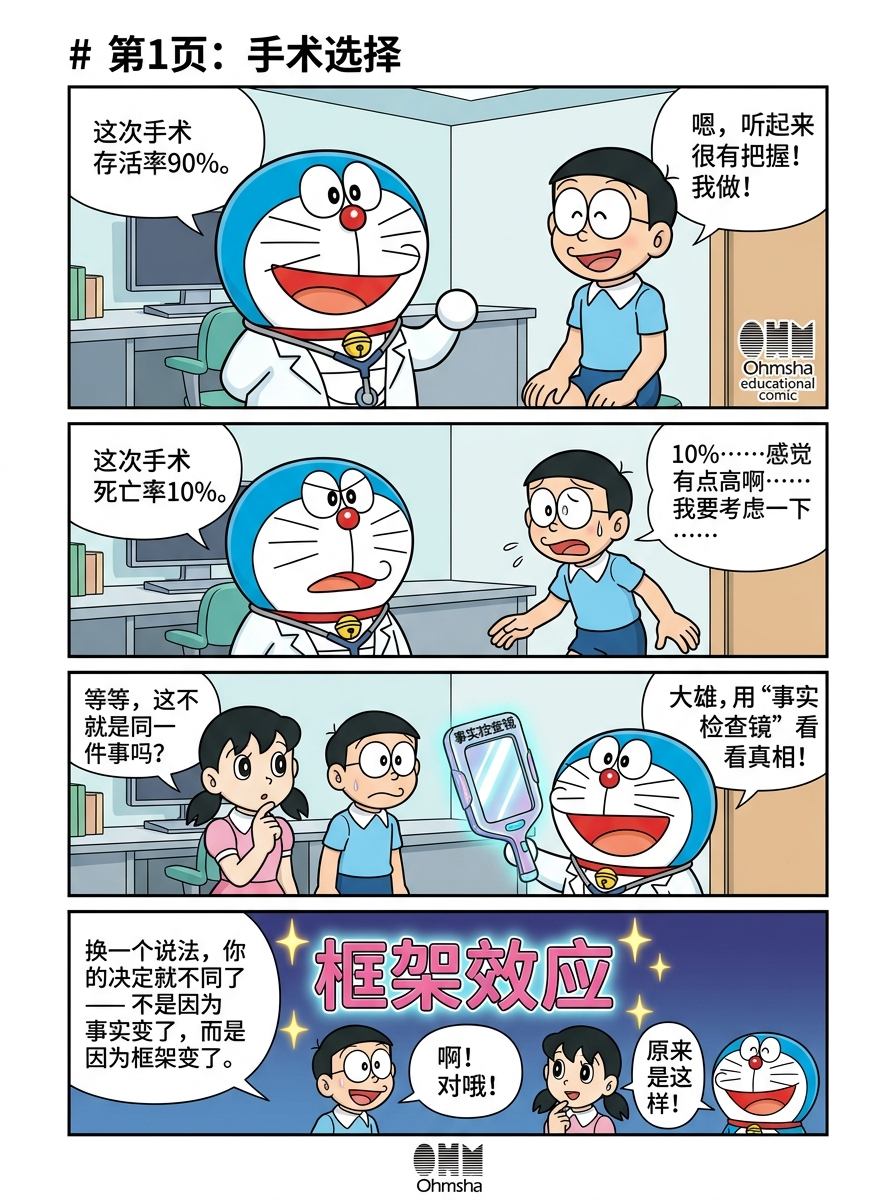 # 第1页：手术选择
这次手术
存活率90%。
嗯，听起来
很有把握！
我做！
OHM
Ohmsha
educational
comic
这次手术
死亡率10%。
10%……感觉
有点高啊……
我要考虑一下
……
等等，这不
就是同一
件事吗？
事实检查镜
大雄，用“事实
检查镜”看
看真相！
换一个说法，你
的决定就不同了
—— 不是因为
事实变了，而是
因为框架变了。
框架效应
啊！
对哦！
原来
是这
样！
OHM
Ohmsha